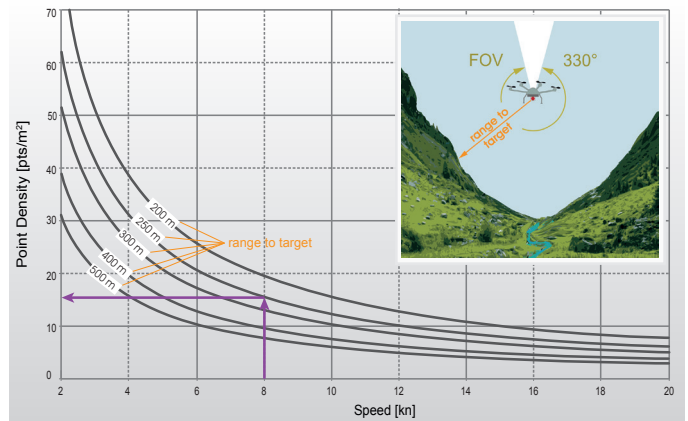 Point Density [pts/m²]
70
60
50
40
30
20
10
0
2
4
6
8
10
12
14
16
18
20
Speed [kn]
200 m
250 m
300 m
400 m
500 m
range to target
FOV
330°
range to
target